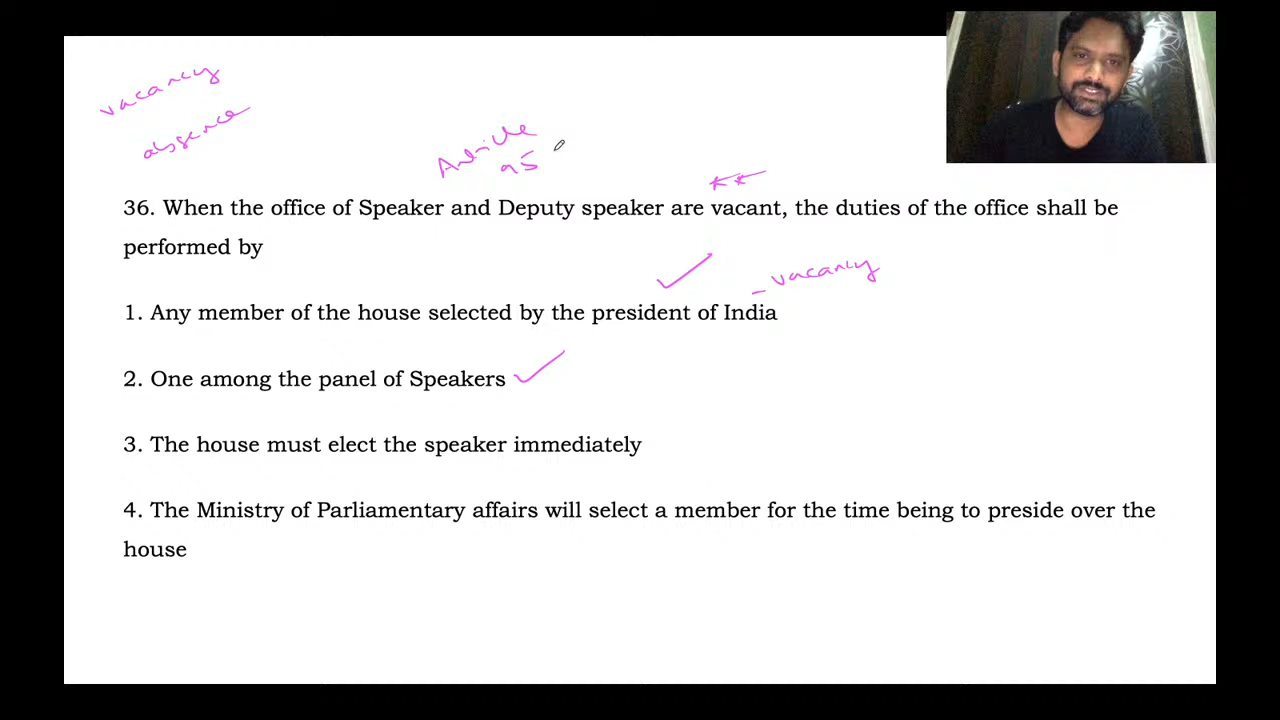 vacancy
absence
Article
95
36. When the office of Speaker and Deputy speaker are vacant, the duties of the office shall be
performed by
- vacancy
1. Any member of the house selected by the president of India
2. One among the panel of Speakers
3. The house must elect the speaker immediately
4. The Ministry of Parliamentary affairs will select a member for the time being to preside over the
house